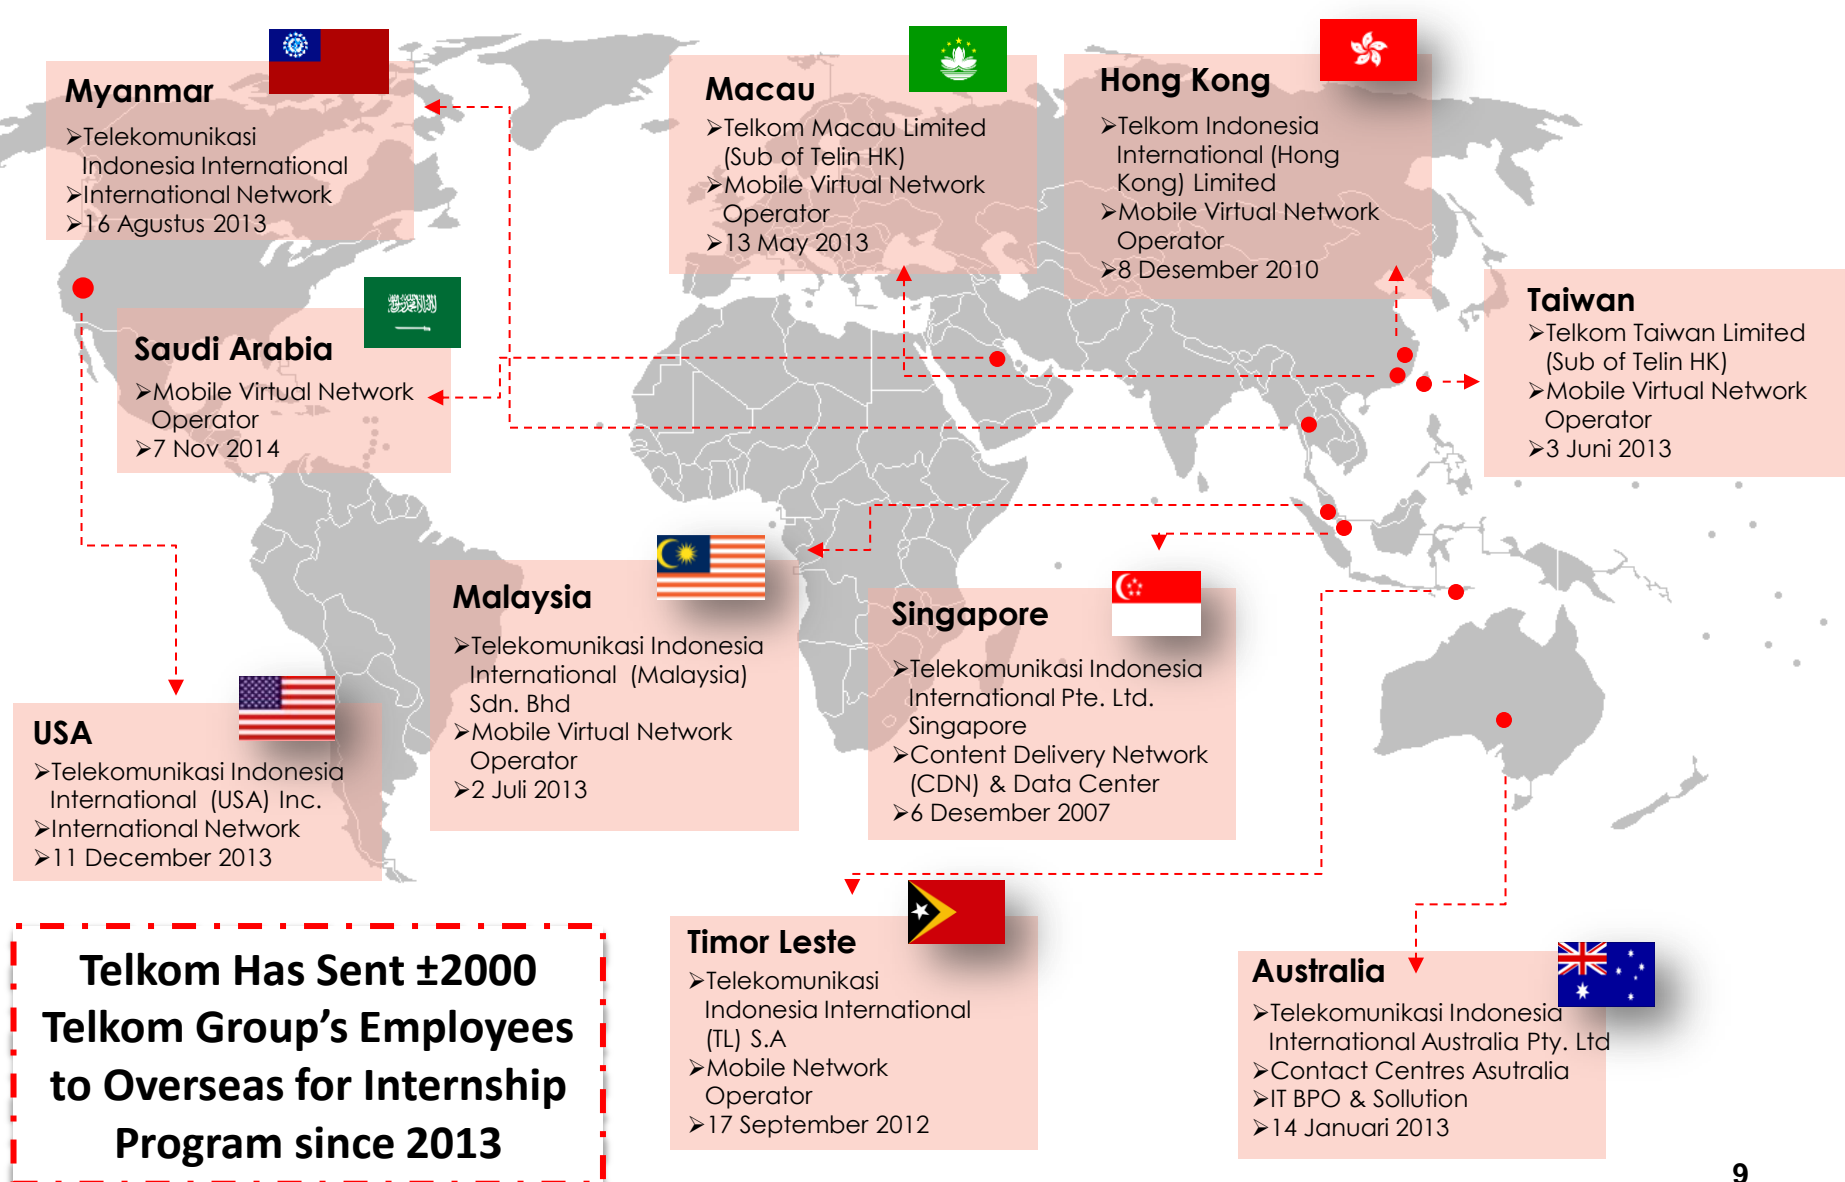 Myanmar
➢Telekomunikasi
Indonesia International
➢International Network
➢16 Agustus 2013
Macau
➢Telkom Macau Limited
(Sub of Telin HK)
➢Mobile Virtual Network
Operator
➢13 May 2013
Hong Kong
➢Telkom Indonesia
International (Hong
Kong) Limited
➢Mobile Virtual Network
Operator
➢8 Desember 2010
Taiwan
➢Telkom Taiwan Limited
(Sub of Telin HK)
➢Mobile Virtual Network
Operator
➢3 Juni 2013
Saudi Arabia
➢Mobile Virtual Network
Operator
➢7 Nov 2014
Malaysia
➢Telekomunikasi Indonesia
International (Malaysia)
Sdn. Bhd
➢Mobile Virtual Network
Operator
➢2 Juli 2013
Singapore
➢Telekomunikasi Indonesia
International Pte. Ltd.
Singapore
➢Content Delivery Network
(CDN) & Data Center
➢6 Desember 2007
USA
➢Telekomunikasi Indonesia
International (USA) Inc.
➢International Network
➢11 December 2013
Timor Leste
➢Telekomunikasi
Indonesia International
(TL) S.A
➢Mobile Network
Operator
➢17 September 2012
Australia
➢Telekomunikasi Indonesia
International Australia Pty. Ltd
➢Contact Centres Asutralia
➢IT BPO & Sollution
➢14 Januari 2013
Telkom Has Sent ±2000
Telkom Group’s Employees
to Overseas for Internship
Program since 2013
9